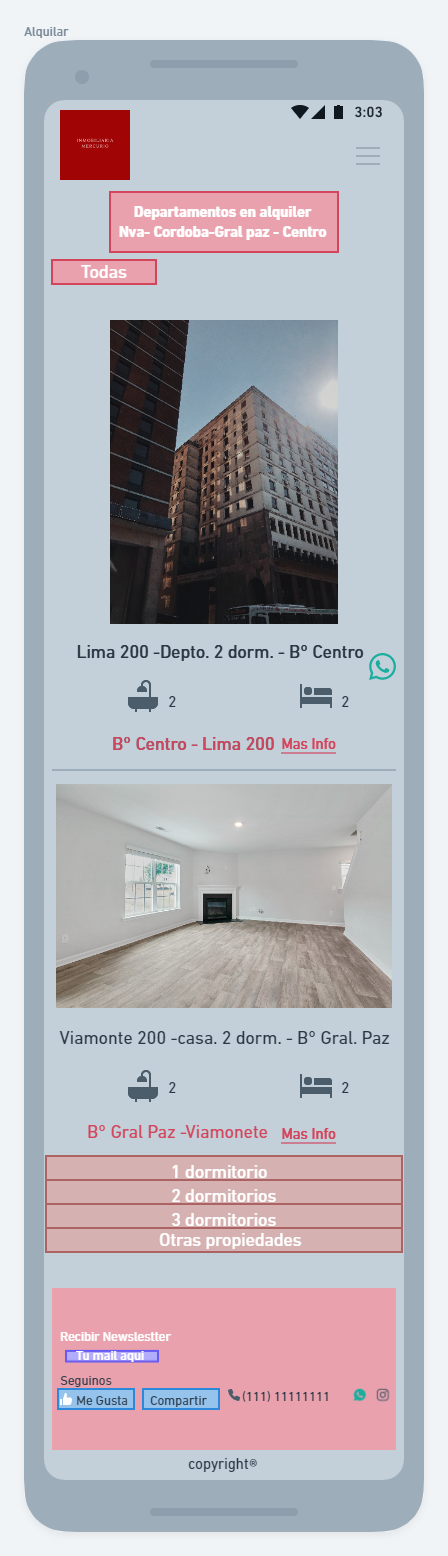 Alquilar
3:03
INMOBILIARIA
MERCURIO
Departamentos en alquiler
Nva- Cordoba-Gral paz - Centro
Todas
Lima 200 -Depto. 2 dorm. - Bº Centro
2 2
Bº Centro - Lima 200 Mas Info
Viamonte 200 -casa. 2 dorm. - Bº Gral. Paz
2 2
Bº Gral Paz -Viamonete Mas Info
1 dormitorio
2 dormitorios
3 dormitorios
Otras propiedades
Recibir Newslestter
Tu mail aqui
Seguinos
Me Gusta Compartir (111) 11111111
copyright®